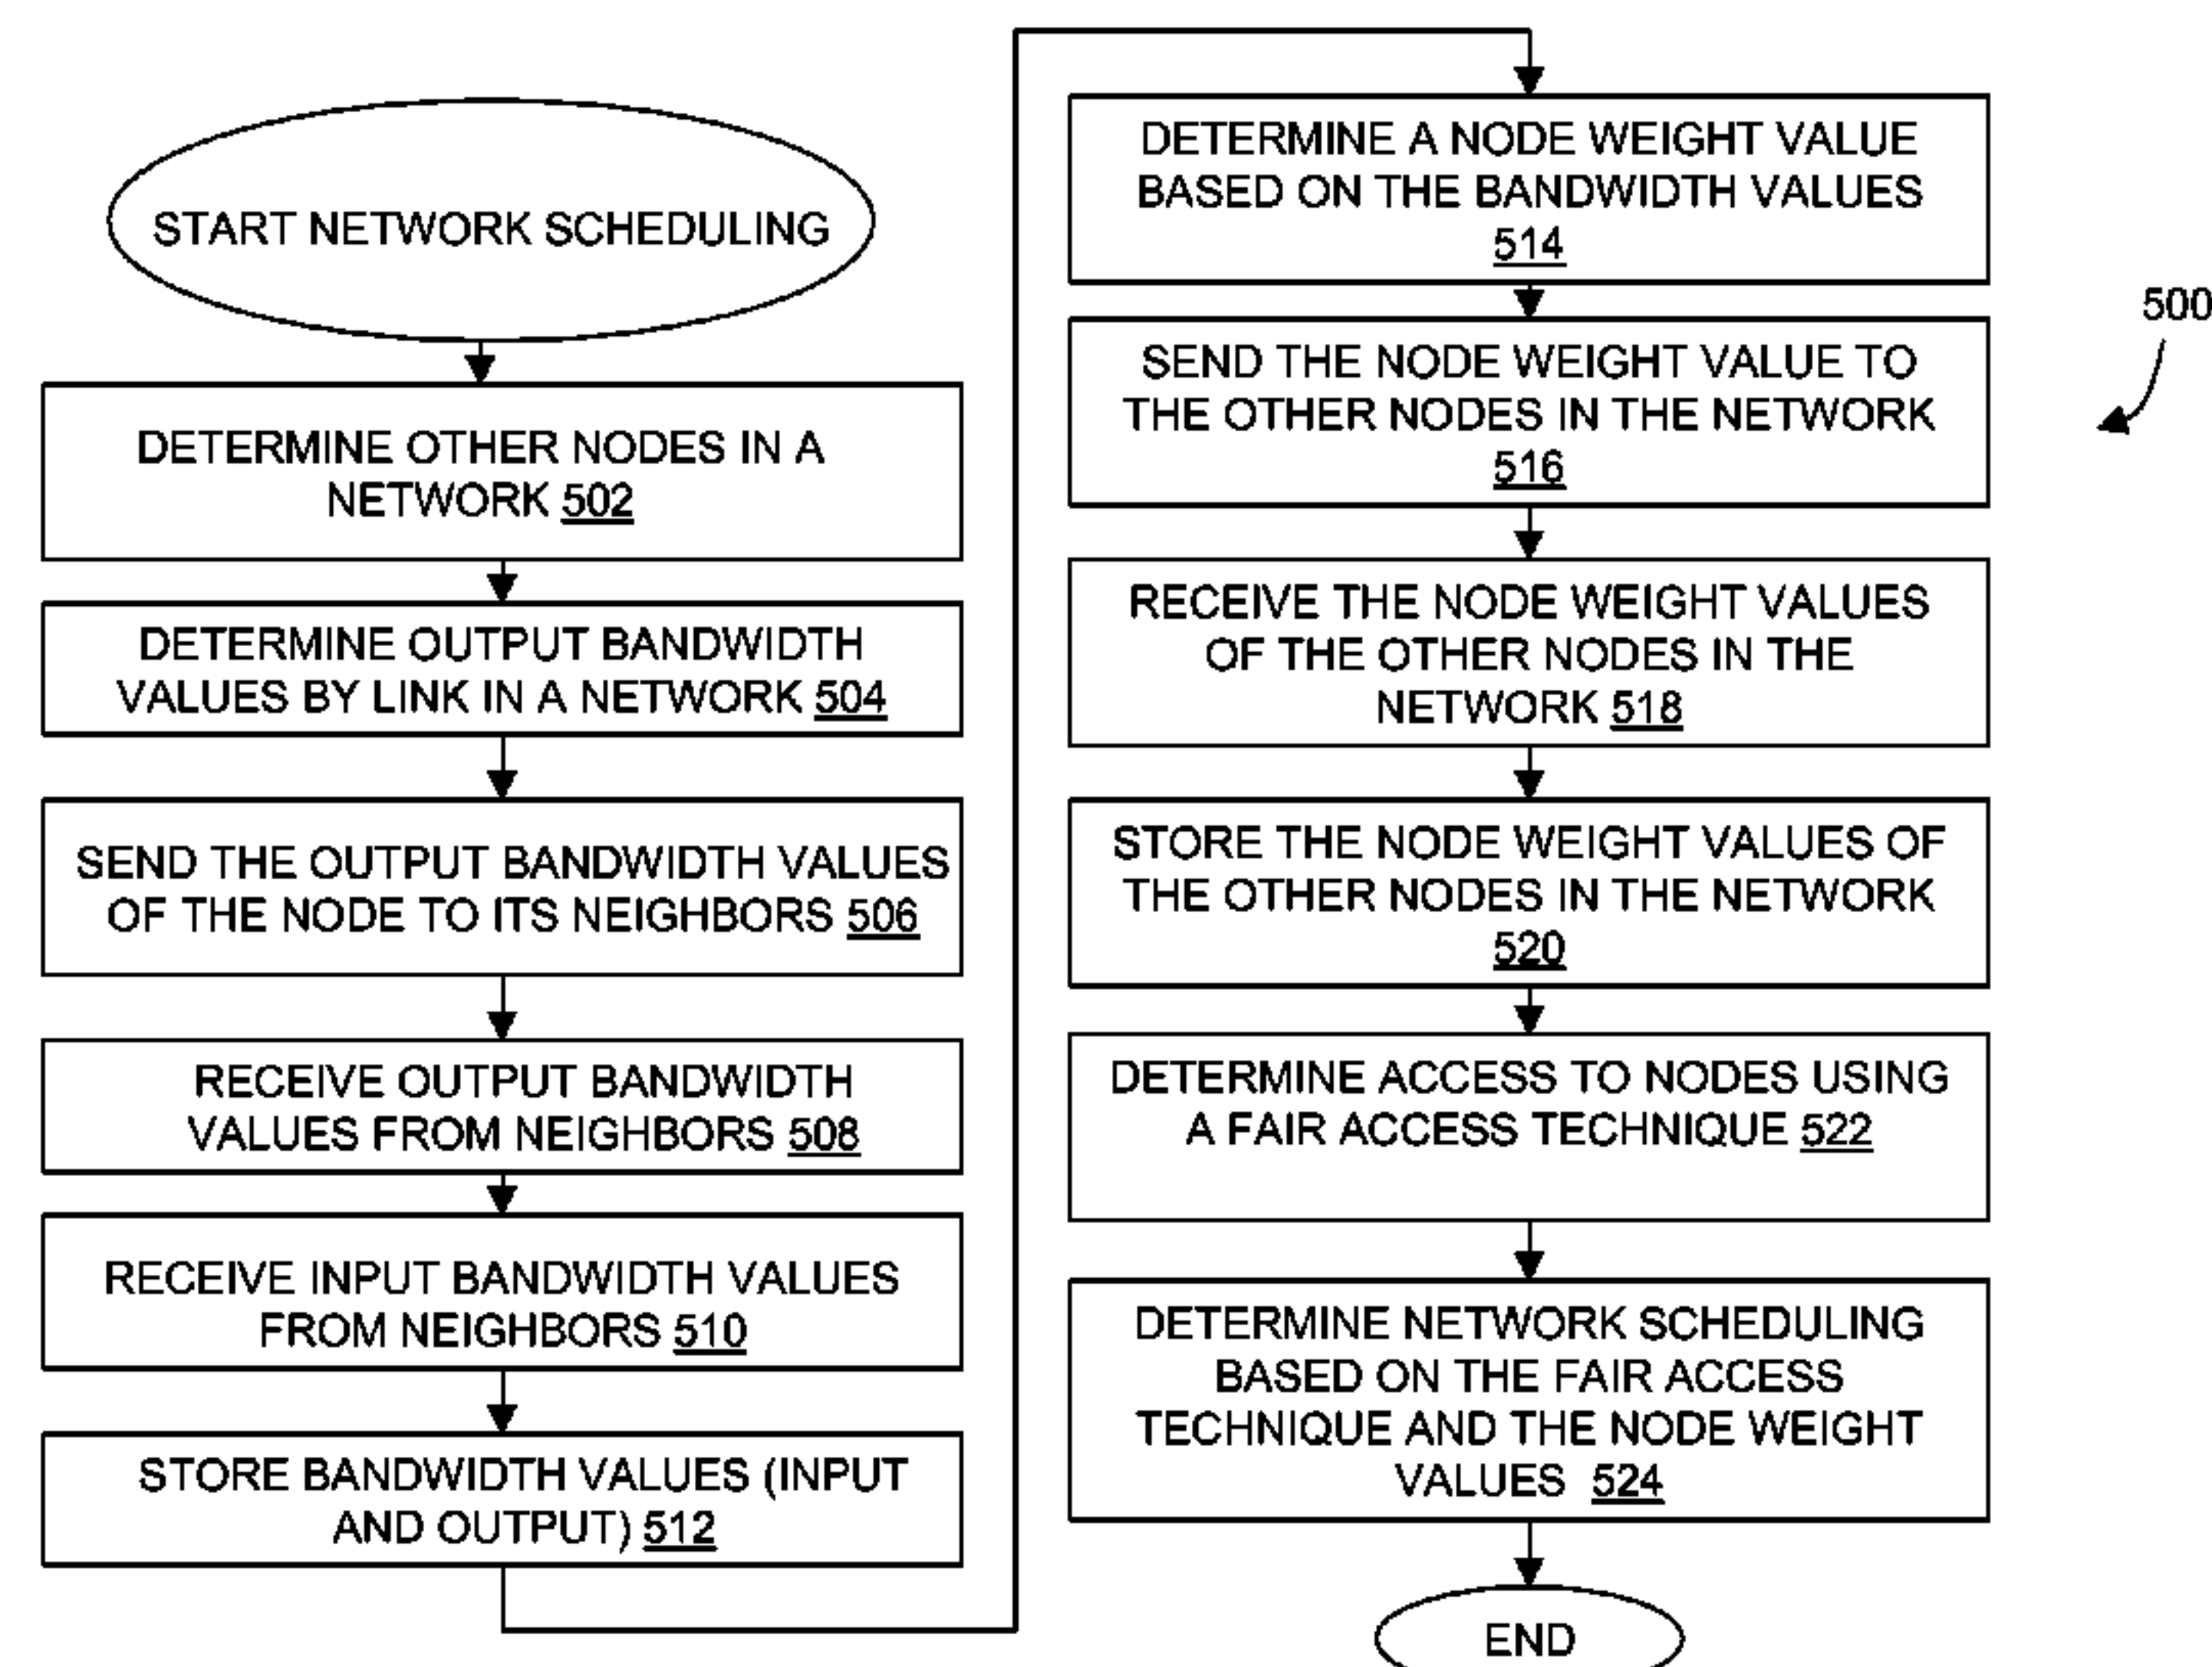 START NETWORK SCHEDULING
DETERMINE OTHER NODES IN A
NETWORK 502
DETERMINE OUTPUT BANDWIDTH
VALUES BY LINK IN A NETWORK 504
SEND THE OUTPUT BANDWIDTH VALUES
OF THE NODE TO ITS NEIGHBORS 506
RECEIVE OUTPUT BANDWIDTH
VALUES FROM NEIGHBORS 508
RECEIVE INPUT BANDWIDTH VALUES
FROM NEIGHBORS 510
STORE BANDWIDTH VALUES (INPUT
AND OUTPUT) 512
DETERMINE A NODE WEIGHT VALUE
BASED ON THE BANDWIDTH VALUES
514
SEND THE NODE WEIGHT VALUE TO
THE OTHER NODES IN THE NETWORK
516
RECEIVE THE NODE WEIGHT VALUES
OF THE OTHER NODES IN THE
NETWORK 518
STORE THE NODE WEIGHT VALUES OF
THE OTHER NODES IN THE NETWORK
520
DETERMINE ACCESS TO NODES USING
A FAIR ACCESS TECHNIQUE 522
DETERMINE NETWORK SCHEDULING
BASED ON THE FAIR ACCESS
TECHNIQUE AND THE NODE WEIGHT
VALUES 524
END
500